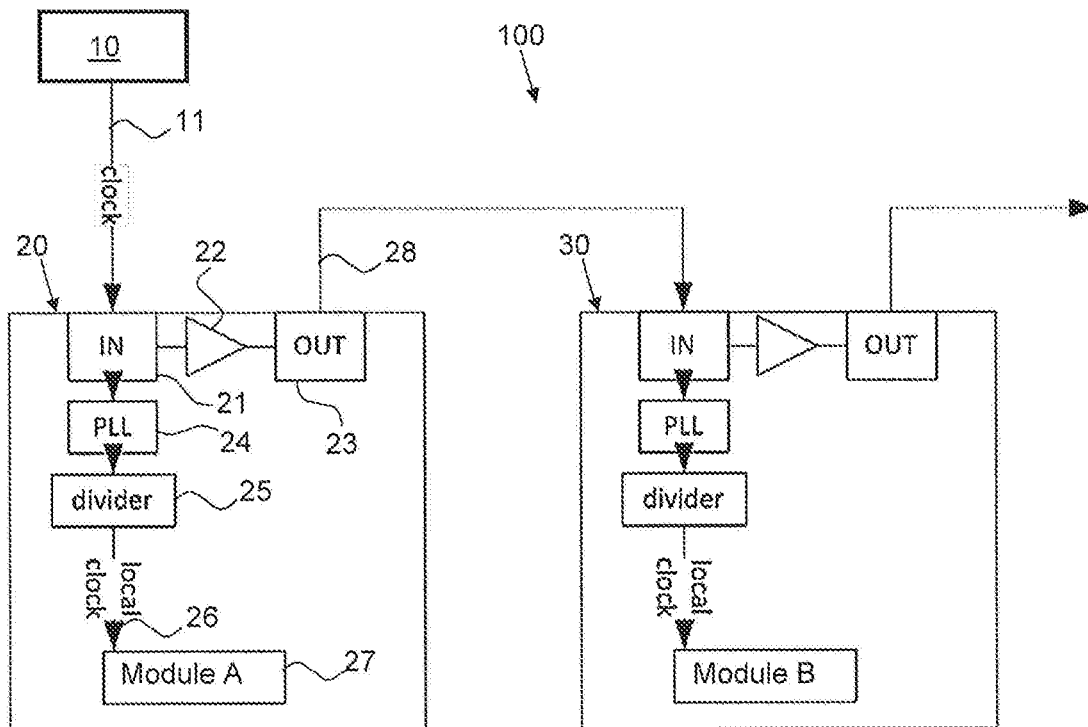 10
100
11
clock
20
22
28
30
IN
OUT
IN
OUT
21
23
PLL
24
PLL
divider
25
divider
local
clock
local
clock
26
Module A
27
Module B